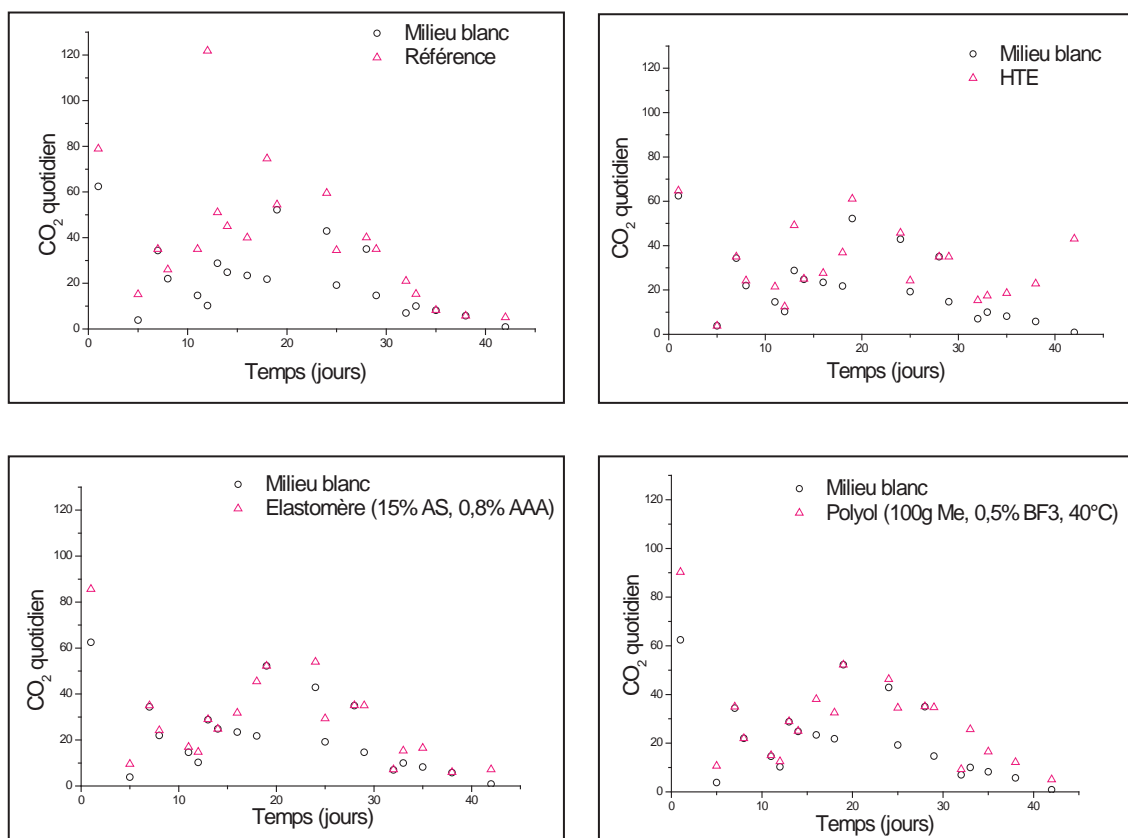 Milieu blanc
Référence
120
100
80
60
40
20
0
CO2 quotidien
0 10 20 30 40
Temps (jours)
Milieu blanc
HTE
120
100
80
60
40
20
0
CO2 quotidien
0 10 20 30 40
Temps (jours)
Milieu blanc
Elastomère (15% AS, 0,8% AAA)
120
100
80
60
40
20
0
CO2 quotidien
0 10 20 30 40
Temps (jours)
Milieu blanc
Polyol (100g Me, 0,5% BF3, 40°C)
120
100
80
60
40
20
0
CO2 quotidien
0 10 20 30 40
Temps (jours)